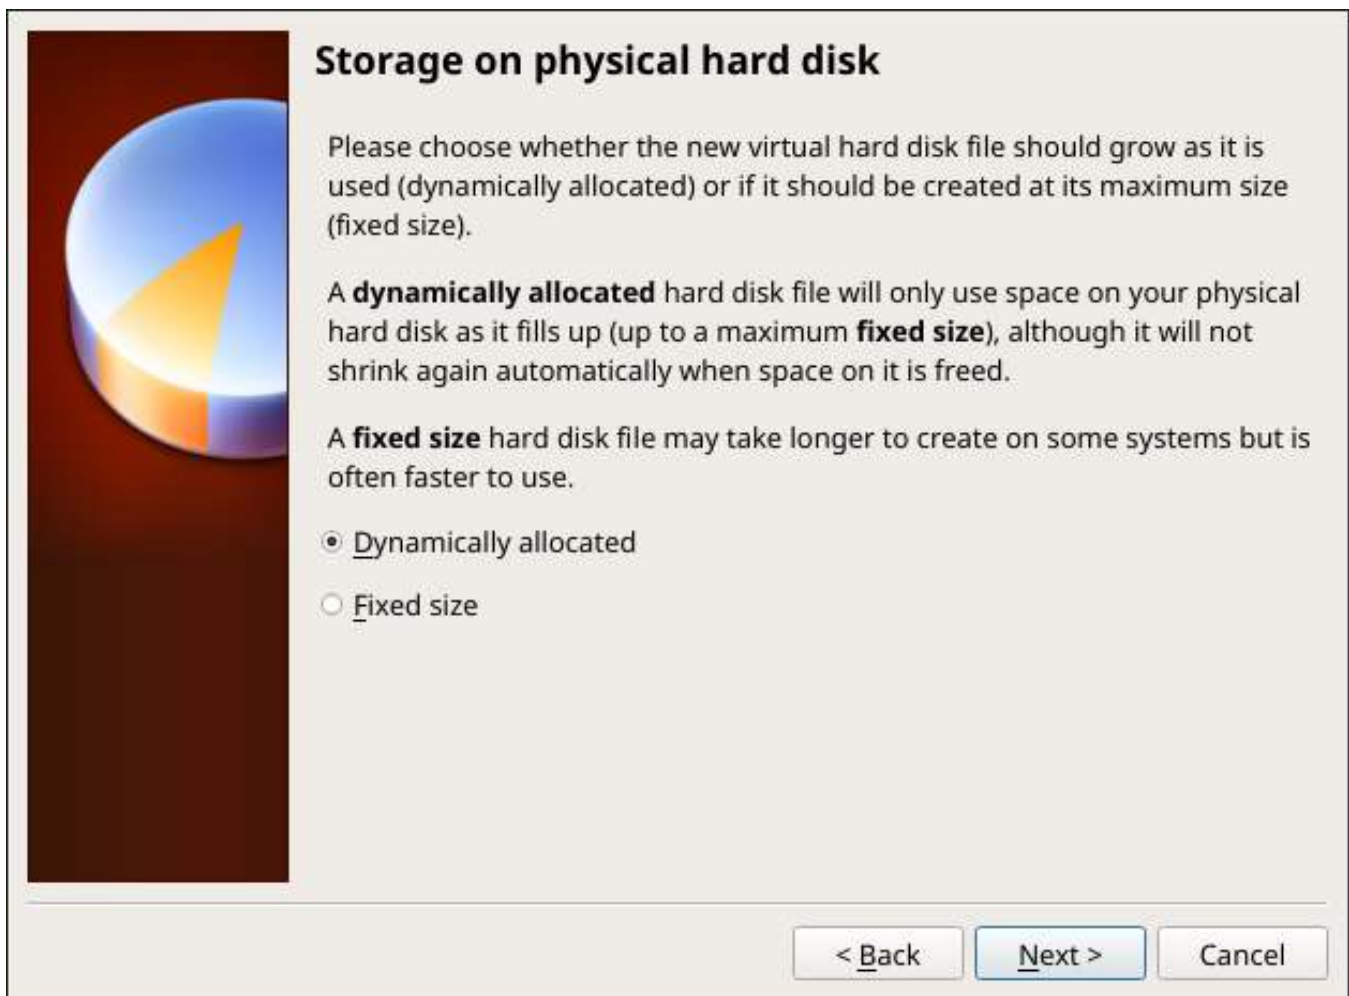 Storage on physical hard disk
Please choose whether the new virtual hard disk file should grow as it is
used (dynamically allocated) or if it should be created at its maximum size
(fixed size).
A dynamically allocated hard disk file will only use space on your physical
hard disk as it fills up (up to a maximum fixed size), although it will not
shrink again automatically when space on it is freed.
A fixed size hard disk file may take longer to create on some systems but is
often faster to use.
Dynamically allocated
Fixed size
< Back Next > Cancel